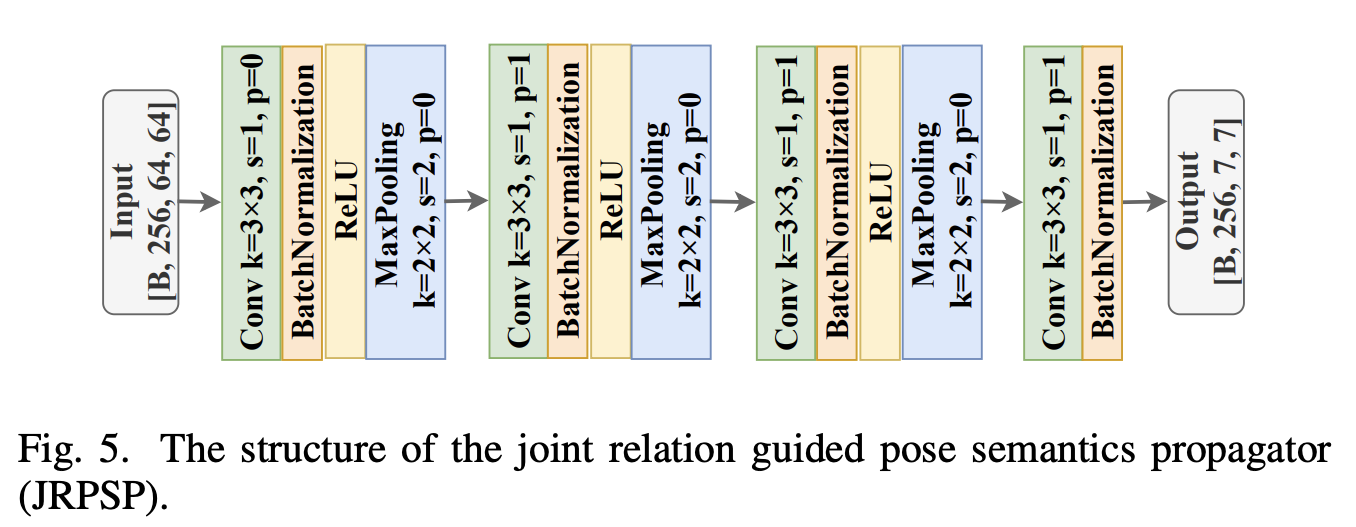 Input
[B, 256, 64, 64]
Conv k=3×3, s=1, p=0
BatchNormalization
ReLU
MaxPooling
k=2×2, s=2, p=0
Conv k=3×3, s=1, p=1
BatchNormalization
ReLU
MaxPooling
k=2×2, s=2, p=0
Conv k=3×3, s=1, p=1
BatchNormalization
ReLU
MaxPooling
k=2×2, s=2, p=0
Conv k=3×3, s=1, p=1
BatchNormalization
Output
[B, 256, 7, 7]
Fig. 5. The structure of the joint relation guided pose semantics propagator
(JRPSP).